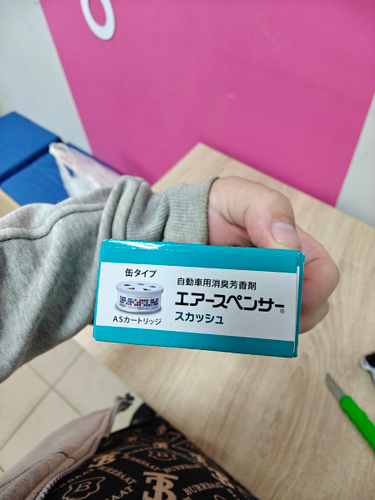 缶タイプ
ASカートリッジ
自動車用消臭芳香剤
エアースペンサー®
スカッシュ